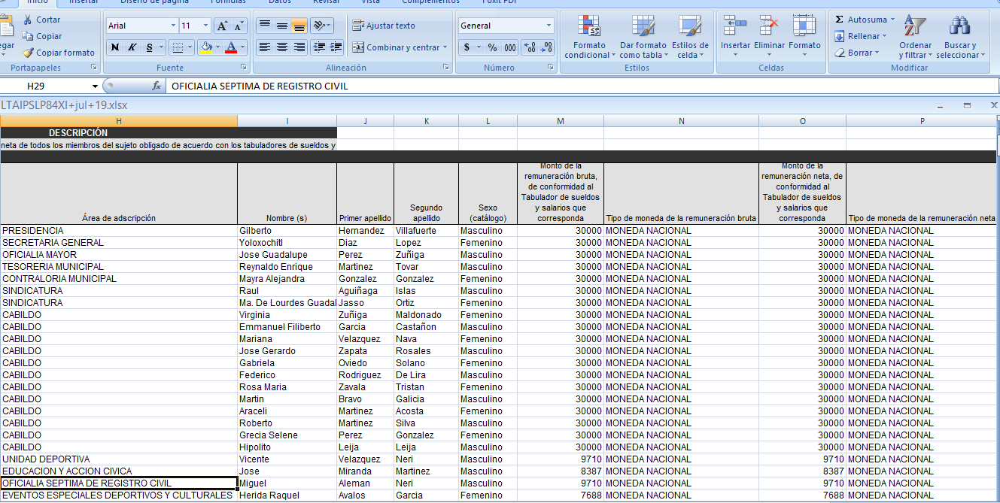 Inicio Insertar Diseño de página Fórmulas Datos Revisar Vista Complementos Foxit PDF
Cortar
Copiar
Copiar formato
Portapapeles
Arial 11
N K S
Fuente
Ajustar texto
Combinar y centrar
Alineación
General
$ % 000
Número
Formato condicional
Dar formato como tabla
Estilos de celda
Estilos
Insertar Eliminar Formato
Celdas
Autosuma
Rellenar
Borrar
Ordenar y filtrar
Buscar y seleccionar
Modificar
H29 fx OFICIALIA SEPTIMA DE REGISTRO CIVIL
LTAIPSLP84XI+jul+19.xlsx
H I J K L M N O P
DESCRIPCIÓN
neta de todos los miembros del sujeto obligado de acuerdo con los tabuladores de sueldos y
Área de adscripción
Nombre (s)
Primer apellido
Segundo apellido
Sexo (catálogo)
Monto de la remuneración bruta, de conformidad al Tabulador de sueldos y salarios que corresponda
Tipo de moneda de la remuneración bruta
Monto de la remuneración neta, de conformidad al Tabulador de sueldos y salarios que corresponda
Tipo de moneda de la remuneración neta
PRESIDENCIA Gilberto Hernandez Villafuerte Masculino 30000 MONEDA NACIONAL 30000 MONEDA NACIONAL
SECRETARIA GENERAL Yoloxochitl Diaz Lopez Femenino 30000 MONEDA NACIONAL 30000 MONEDA NACIONAL
OFICIALIA MAYOR Jose Guadalupe Perez Zuñiga Masculino 30000 MONEDA NACIONAL 30000 MONEDA NACIONAL
TESORERIA MUNICIPAL Reynaldo Enrique Martinez Tovar Masculino 30000 MONEDA NACIONAL 30000 MONEDA NACIONAL
CONTRALORIA MUNICIPAL Mayra Alejandra Gonzalez Gonzalez Femenino 30000 MONEDA NACIONAL 30000 MONEDA NACIONAL
SINDICATURA Raul Aguiñaga Islas Masculino 30000 MONEDA NACIONAL 30000 MONEDA NACIONAL
SINDICATURA Ma. De Lourdes Guadal Jasso Ortiz Femenino 30000 MONEDA NACIONAL 30000 MONEDA NACIONAL
CABILDO Virginia Zuñiga Maldonado Femenino 30000 MONEDA NACIONAL 30000 MONEDA NACIONAL
CABILDO Emmanuel Filiberto Garcia Castañon Masculino 30000 MONEDA NACIONAL 30000 MONEDA NACIONAL
CABILDO Mariana Velazquez Nava Femenino 30000 MONEDA NACIONAL 30000 MONEDA NACIONAL
CABILDO Jose Gerardo Zapata Rosales Masculino 30000 MONEDA NACIONAL 30000 MONEDA NACIONAL
CABILDO Gabriela Oviedo Solano Femenino 30000 MONEDA NACIONAL 30000 MONEDA NACIONAL
CABILDO Federico Rodriguez De Lira Masculino 30000 MONEDA NACIONAL 30000 MONEDA NACIONAL
CABILDO Rosa Maria Zavala Tristan Femenino 30000 MONEDA NACIONAL 30000 MONEDA NACIONAL
CABILDO Martin Bravo Galicia Masculino 30000 MONEDA NACIONAL 30000 MONEDA NACIONAL
CABILDO Araceli Martinez Acosta Femenino 30000 MONEDA NACIONAL 30000 MONEDA NACIONAL
CABILDO Roberto Martinez Silva Masculino 30000 MONEDA NACIONAL 30000 MONEDA NACIONAL
CABILDO Grecia Selene Perez Gonzalez Femenino 30000 MONEDA NACIONAL 30000 MONEDA NACIONAL
CABILDO Hipolito Leija Leija Masculino 30000 MONEDA NACIONAL 30000 MONEDA NACIONAL
UNIDAD DEPORTIVA Vicente Velazquez Neri Masculino 9710 MONEDA NACIONAL 9710 MONEDA NACIONAL
EDUCACION Y ACCION CIVICA Jose Miranda Martinez Masculino 8387 MONEDA NACIONAL 8387 MONEDA NACIONAL
OFICIALIA SEPTIMA DE REGISTRO CIVIL Miguel Aleman Neri Masculino 9710 MONEDA NACIONAL 9710 MONEDA NACIONAL
EVENTOS ESPECIALES DEPORTIVOS Y CULTURALES Herida Raquel Avalos Garcia Femenino 7688 MONEDA NACIONAL 7688 MONEDA NACIONAL